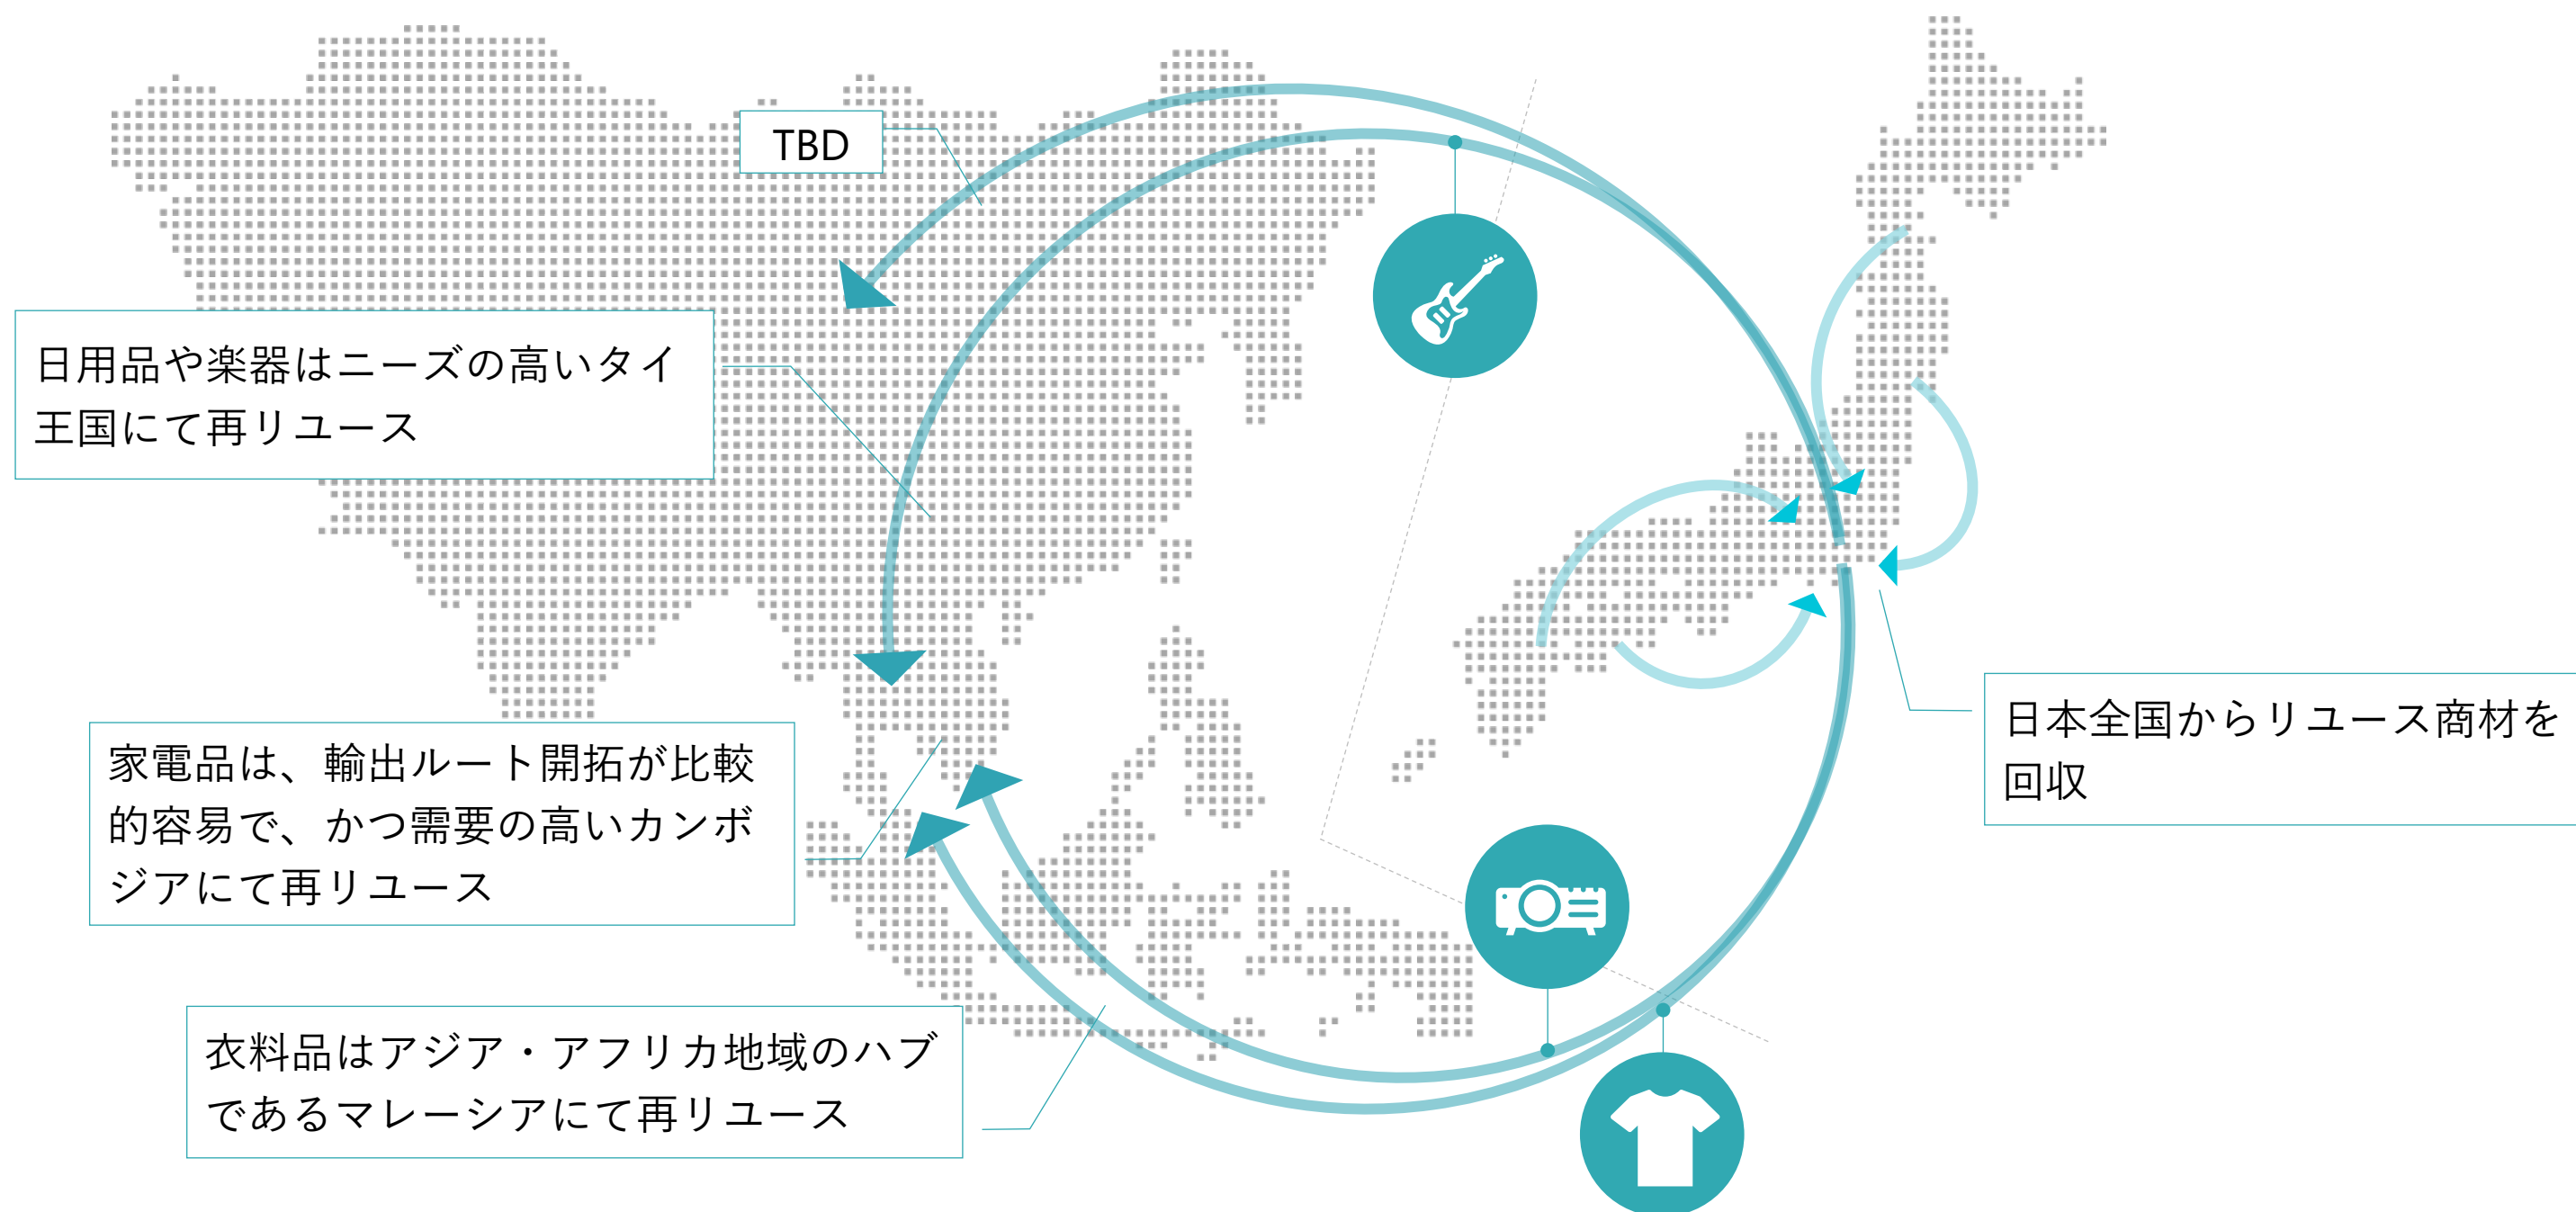 TBD
日用品や楽器はニーズの高いタイ
王国にて再リユース
家電品は、輸出ルート開拓が比較
的容易で、かつ需要の高いカンボ
ジアにて再リユース
衣料品はアジア・アフリカ地域のハブ
であるマレーシアにて再リユース
日本全国からリユース商材を
回収